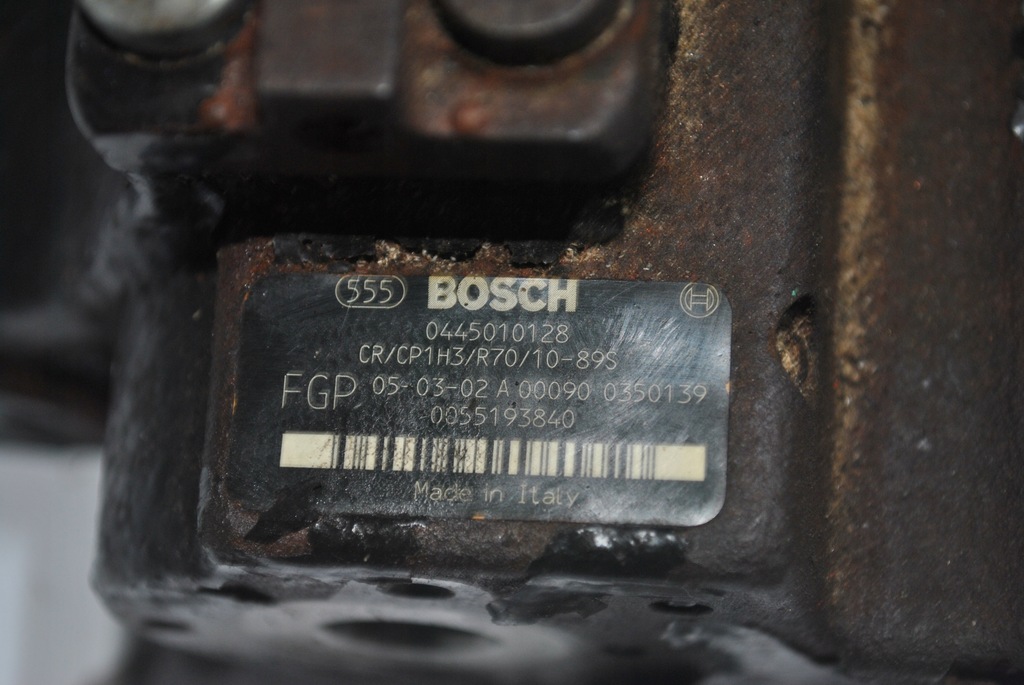 555 BOSCH
0445010128
CR/CP1H3/R70/10-89S
FGP 05-03-02 A 00090 0350139
0055193840
Made in Italy